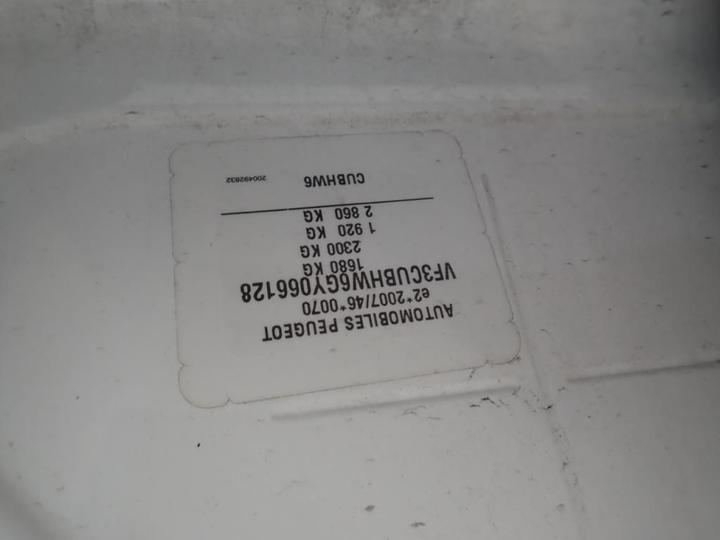 AUTOMOBILES PEUGEOT
e2*2007/46*0070
VF3CUBHW6GY066128
1680 KG
2300 KG
1 920 KG
2 860 KG
CUBHW6
200492832